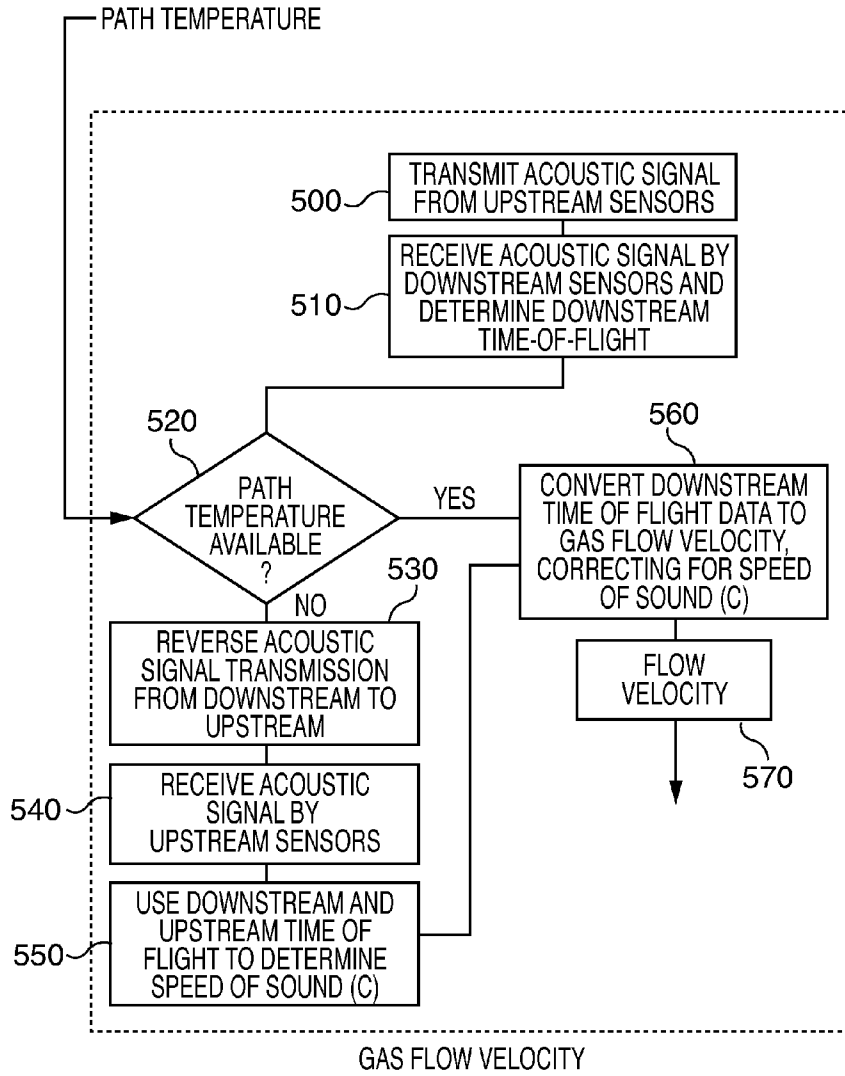 PATH TEMPERATURE
500
TRANSMIT ACOUSTIC SIGNAL
FROM UPSTREAM SENSORS
510
RECEIVE ACOUSTIC SIGNAL BY
DOWNSTREAM SENSORS AND
DETERMINE DOWNSTREAM
TIME-OF-FLIGHT
520
PATH
TEMPERATURE
AVAILABLE
?
YES
NO
560
CONVERT DOWNSTREAM
TIME OF FLIGHT DATA TO
GAS FLOW VELOCITY,
CORRECTING FOR SPEED
OF SOUND (C)
530
REVERSE ACOUSTIC
SIGNAL TRANSMISSION
FROM DOWNSTREAM TO
UPSTREAM
FLOW
VELOCITY
570
540
RECEIVE ACOUSTIC
SIGNAL BY
UPSTREAM SENSORS
550
USE DOWNSTREAM AND
UPSTREAM TIME OF
FLIGHT TO DETERMINE
SPEED OF SOUND (C)
GAS FLOW VELOCITY